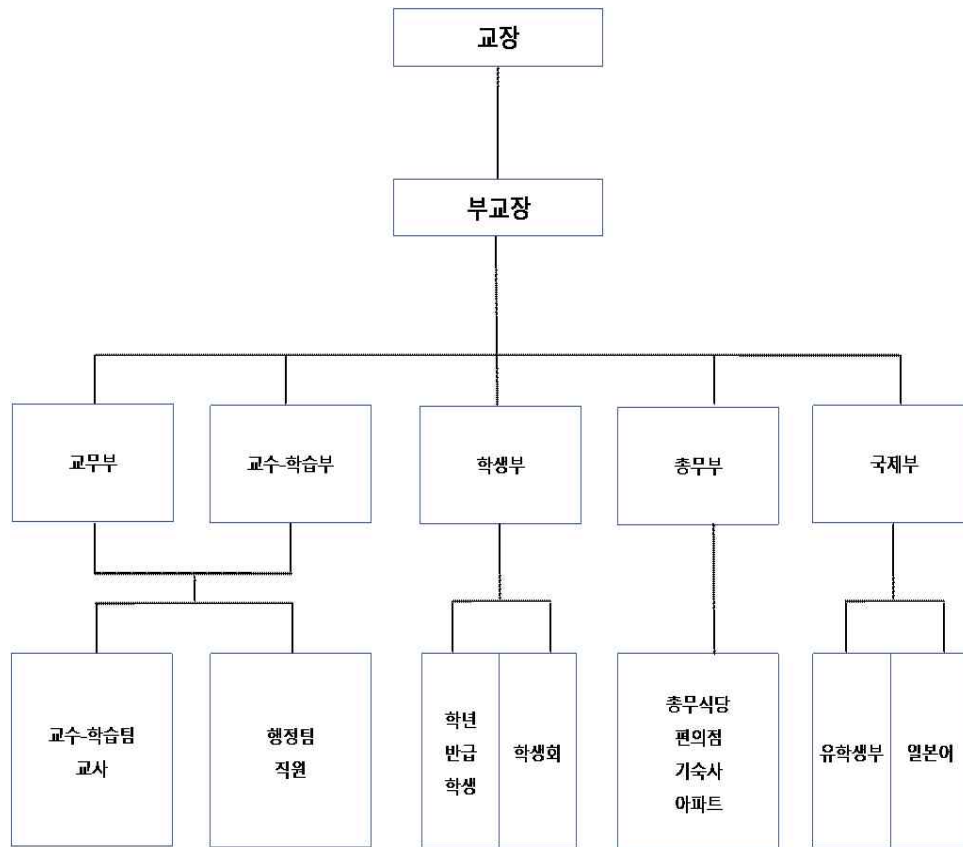 교장
부교장
교무부
교수-학습부
학생부
총무부
국제부
교수-학습팀
교사
행정팀
직원
학년
반급
학생
학생회
총무식당
편의점
기숙사
아파트
유학생부
일본어